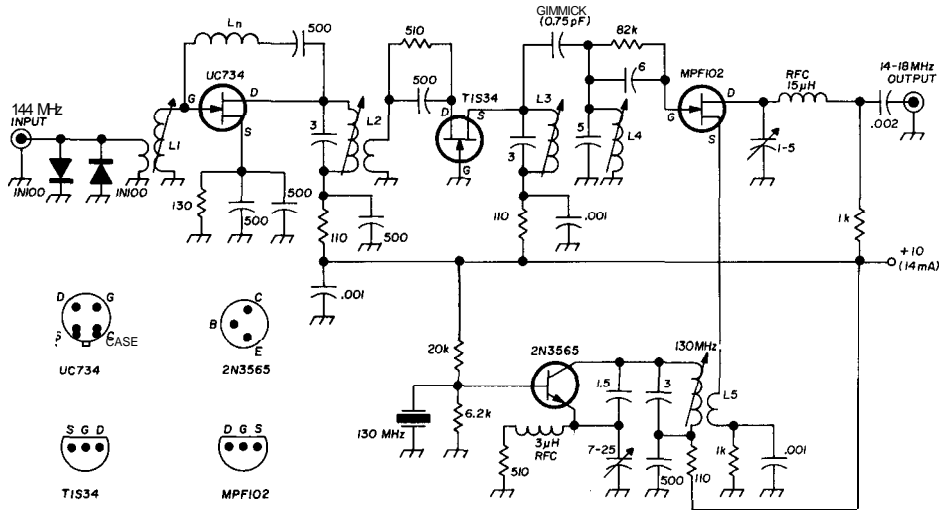 GIMMICK
(0.75pF)
Ln
500
510
82k
UC734
500
6
MPF102
RFC
15μH
14-18MHz
OUTPUT
144 MHz
INPUT
G
D
S
L1
3
L2
TIS34
D
S
G
L3
3
5
L4
G
D
S
1-5
.002
1N100
1N100
130
500
500
110
500
110
.001
1k
+10
(14mA)
.001
D
G
S
C
CASE
UC734
C
B
E
2N3565
20k
2N3565
130MHz
1.5
3
L5
6.2k
130 MHz
3μH
RFC
7-25
510
500
110
1k
.001
S G D
TIS34
D G S
MPF102